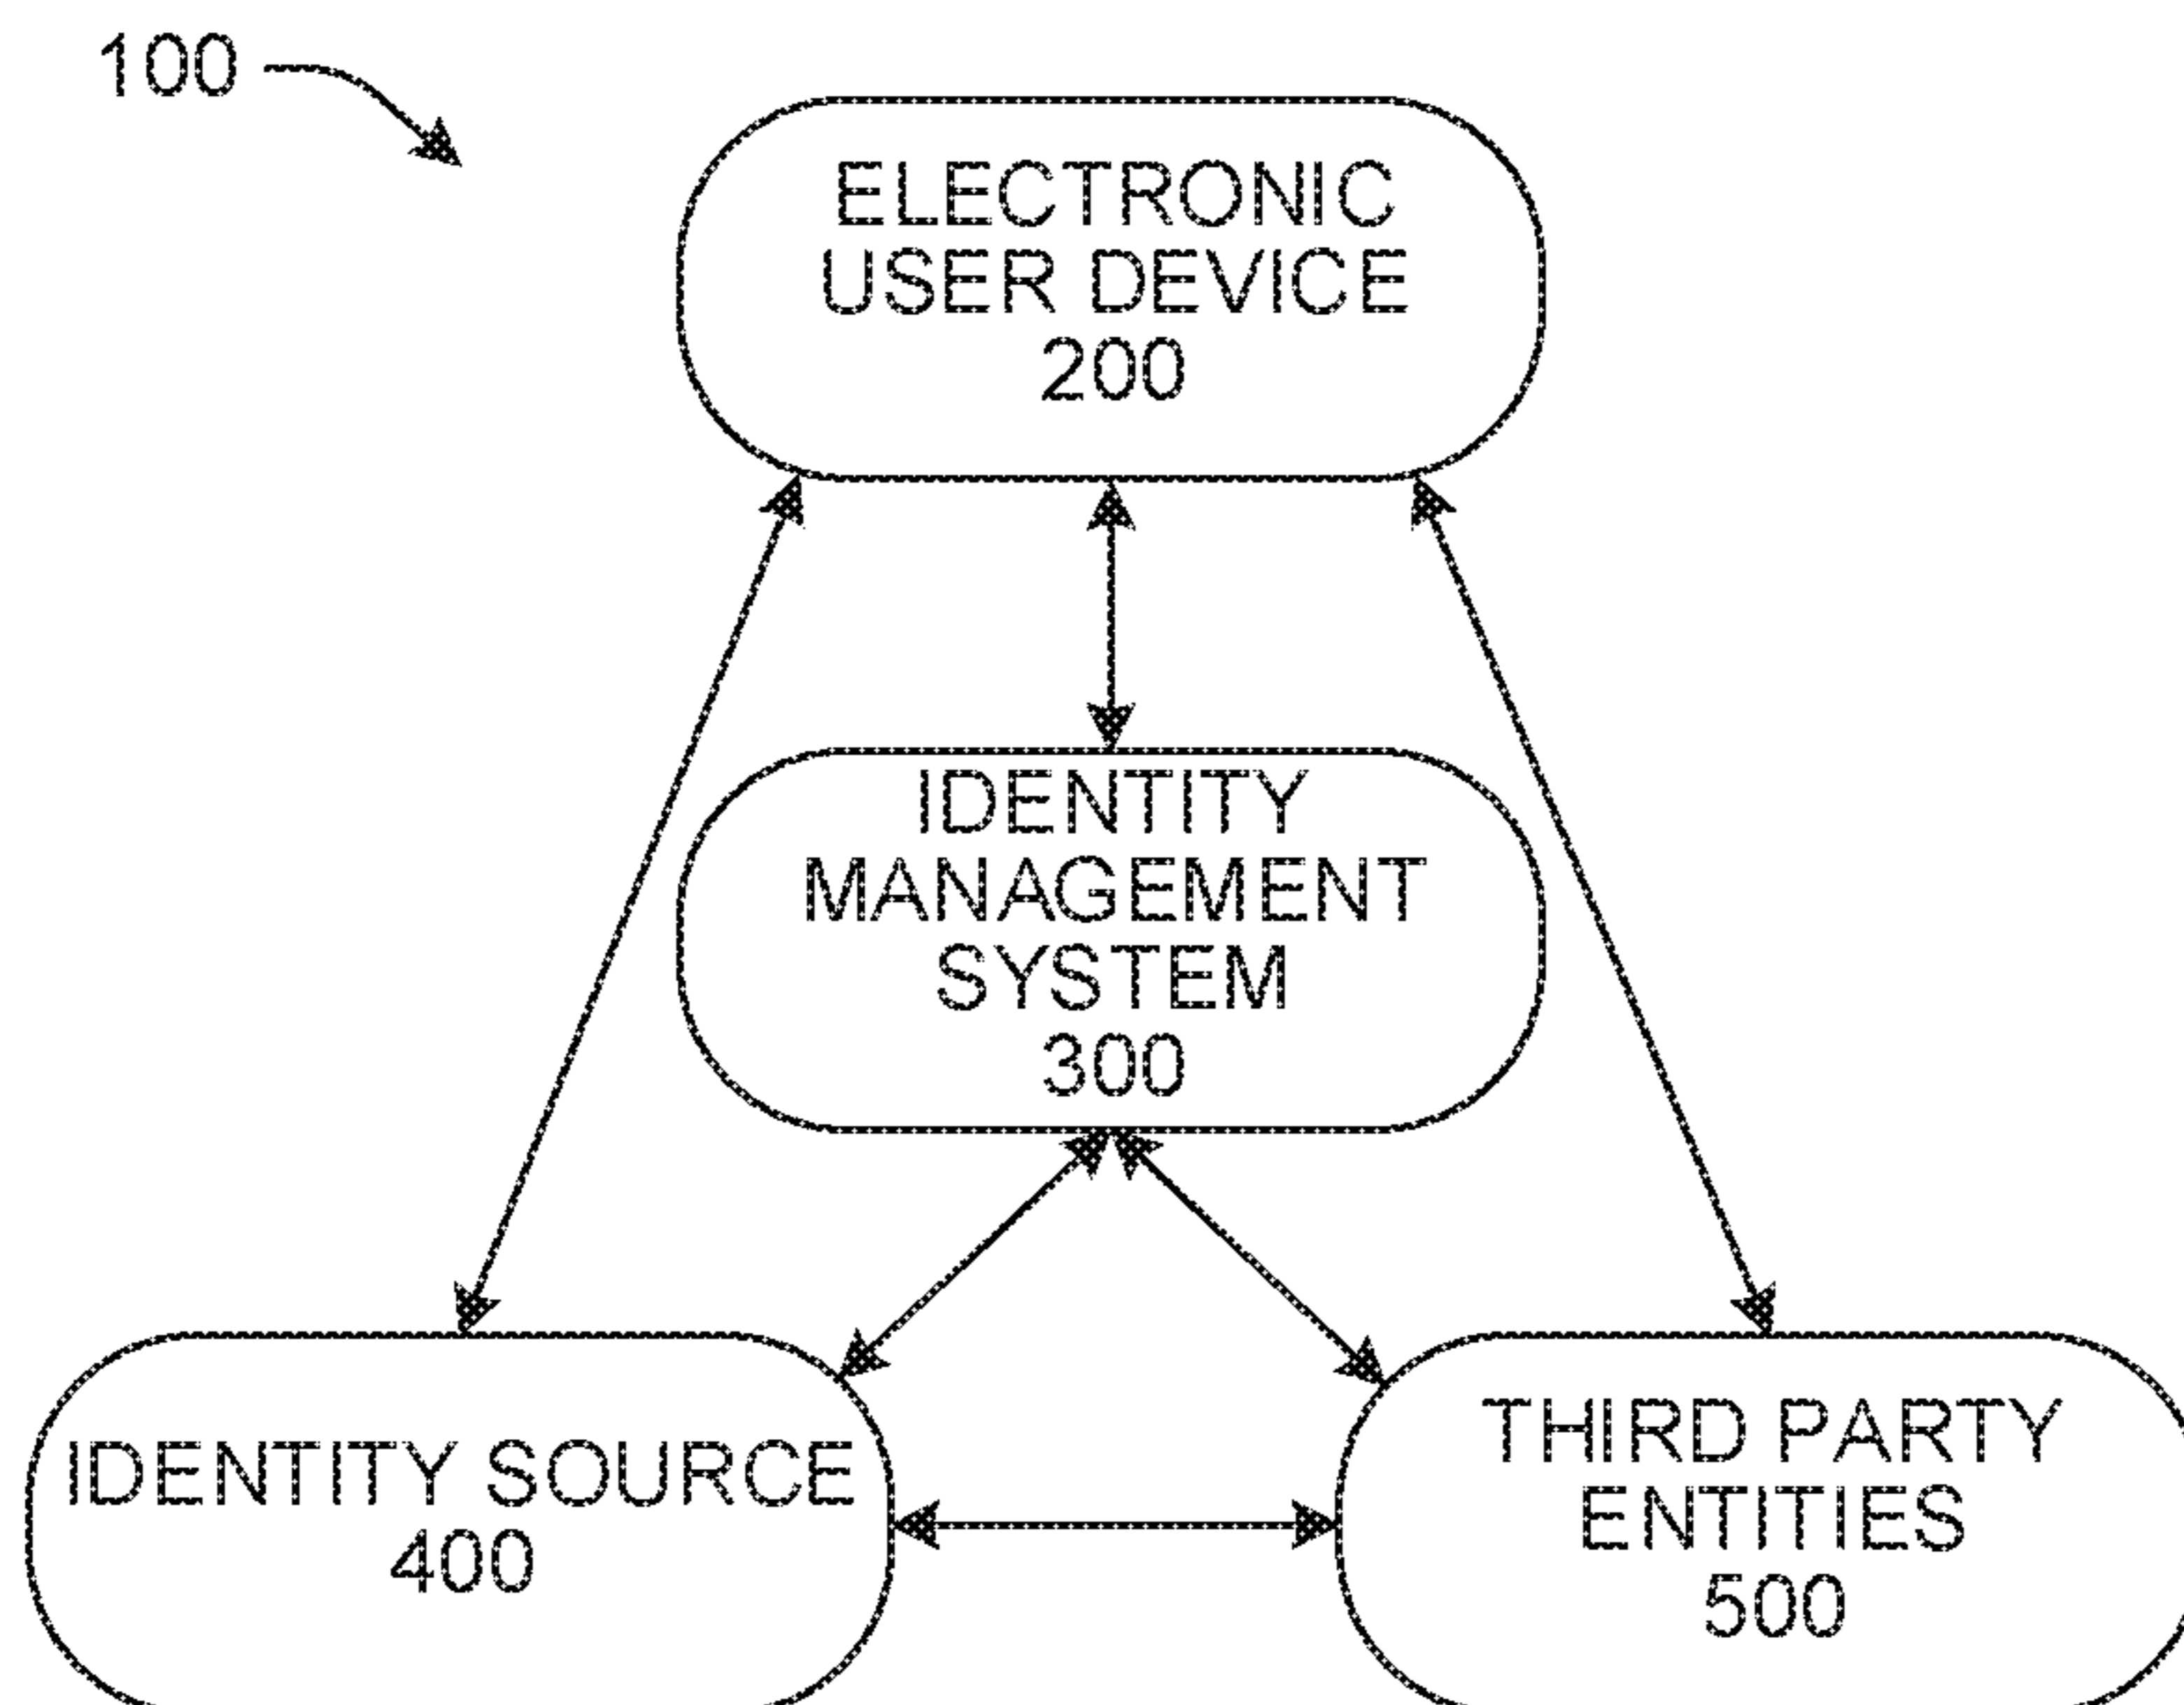 100
ELECTRONIC
USER DEVICE
200
IDENTITY
MANAGEMENT
SYSTEM
300
IDENTITY SOURCE
400
THIRD PARTY
ENTITIES
500